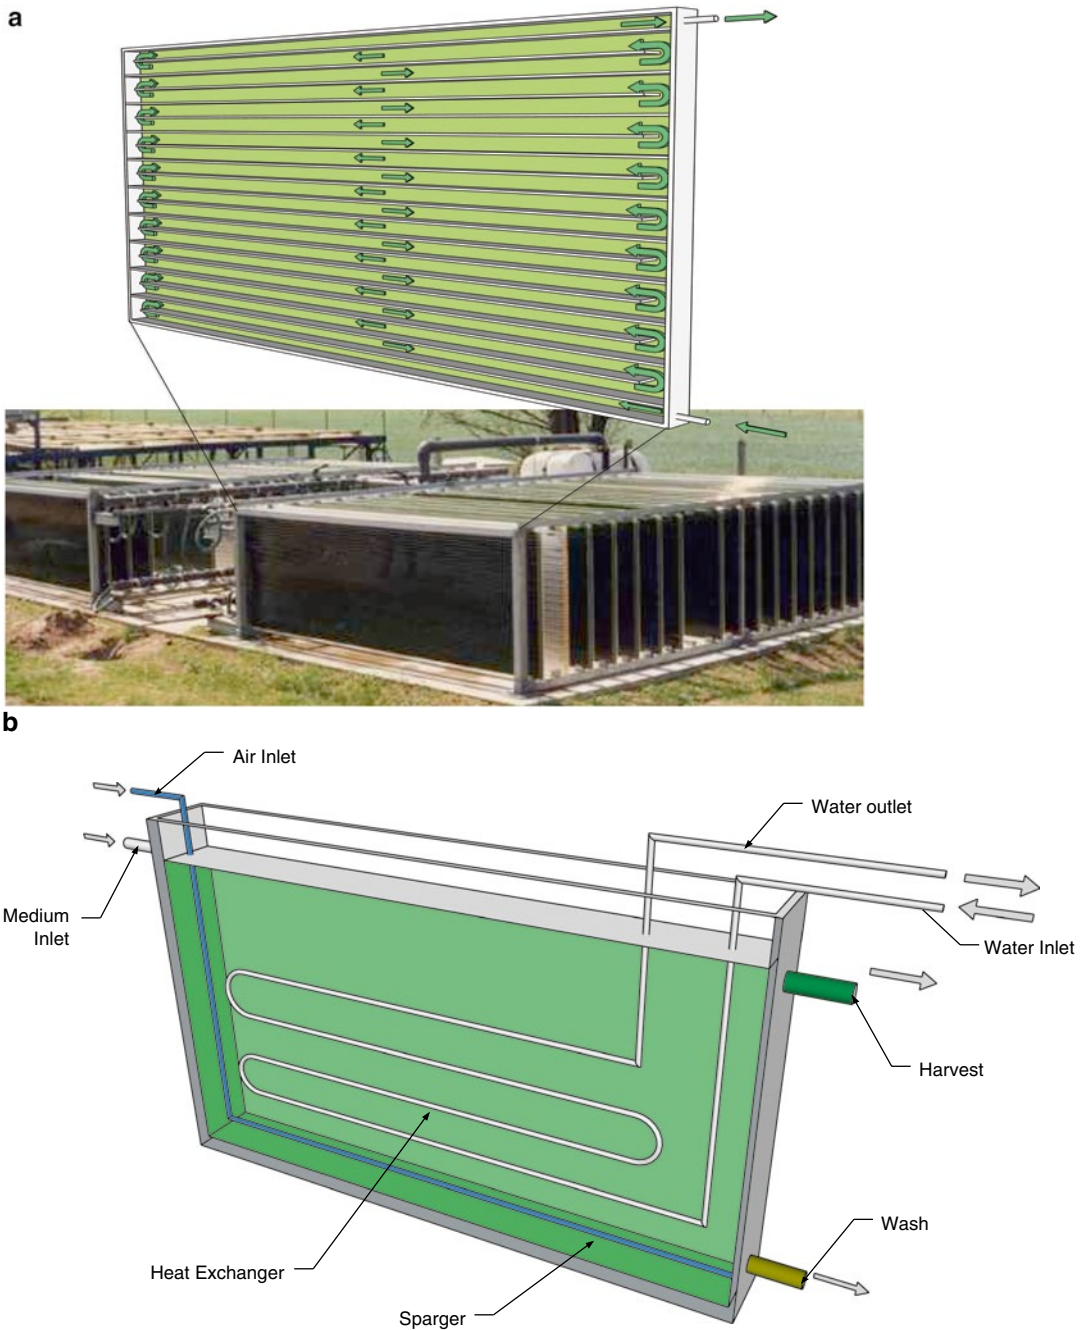 a
b
Air Inlet
Water outlet
Medium
Inlet
Water Inlet
Harvest
Wash
Heat Exchanger
Sparger